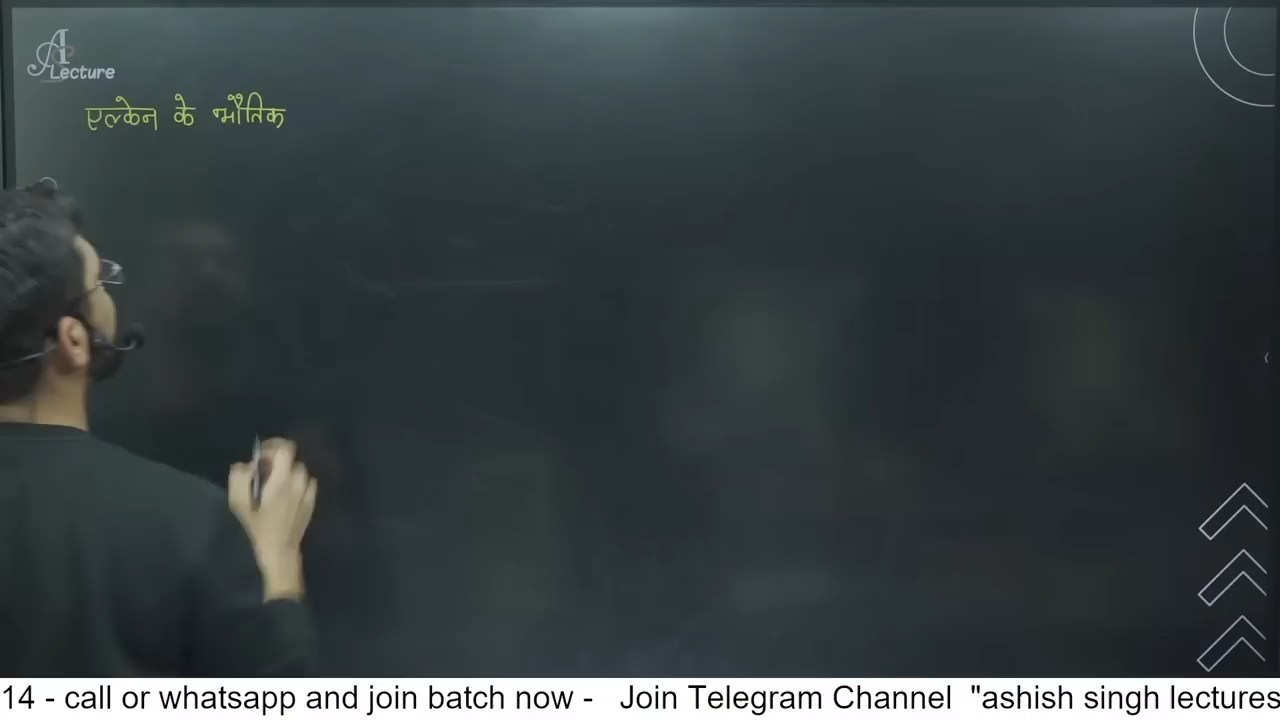 A
Lecture
एल्केन के भौतिक
14 - call or whatsapp and join batch now -   Join Telegram Channel  "ashish singh lectures